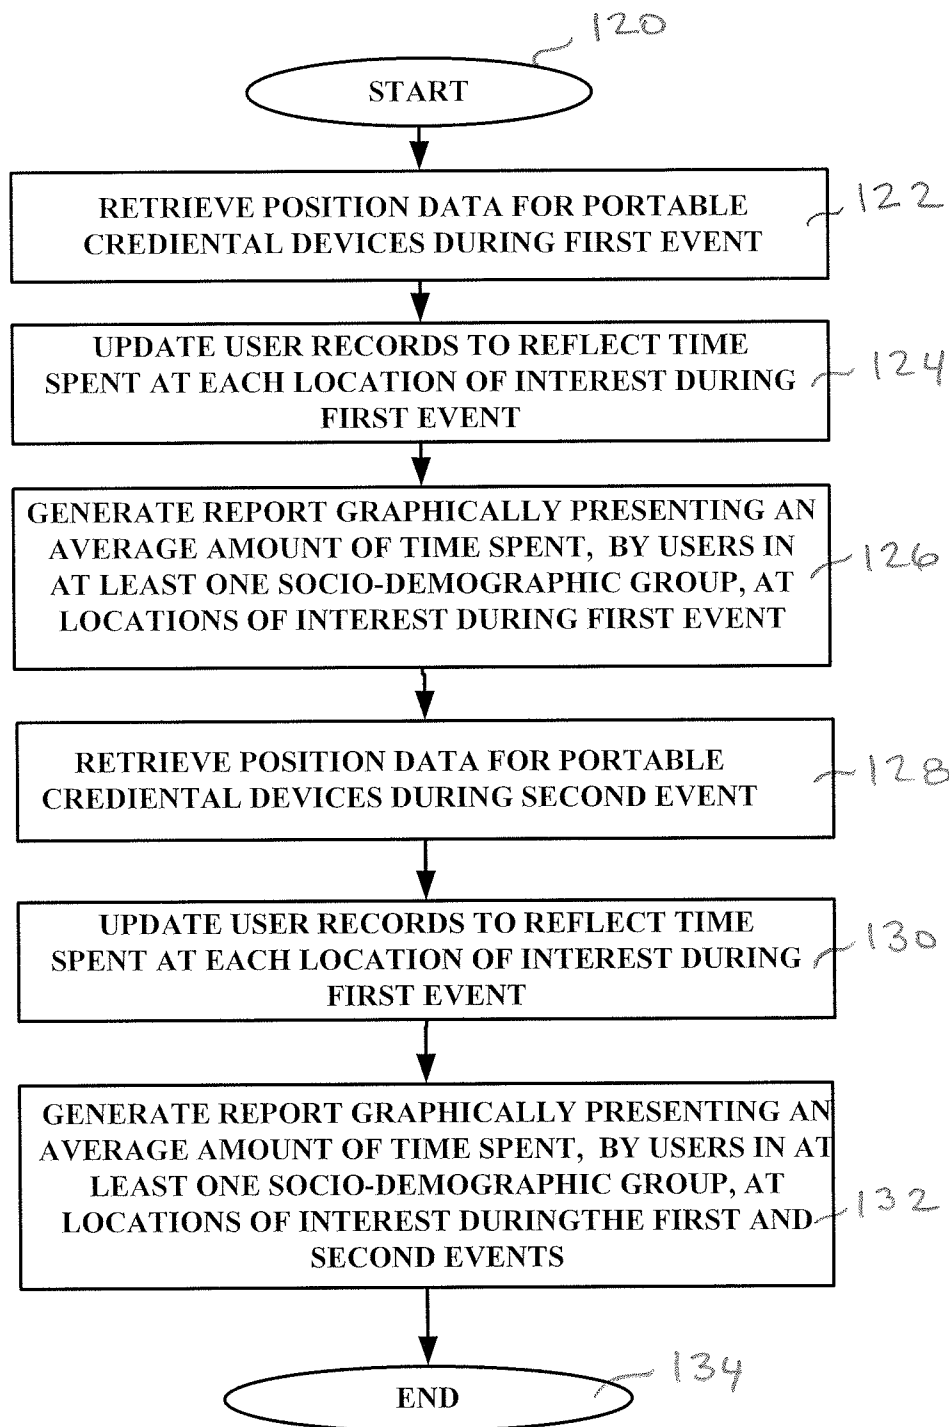 120
START
RETRIEVE POSITION DATA FOR PORTABLE
CREDIENTAL DEVICES DURING FIRST EVENT
122
UPDATE USER RECORDS TO REFLECT TIME
SPENT AT EACH LOCATION OF INTEREST DURING
FIRST EVENT
124
GENERATE REPORT GRAPHICALLY PRESENTING AN
AVERAGE AMOUNT OF TIME SPENT, BY USERS IN
AT LEAST ONE SOCIO-DEMOGRAPHIC GROUP, AT
LOCATIONS OF INTEREST DURING FIRST EVENT
126
RETRIEVE POSITION DATA FOR PORTABLE
CREDIENTAL DEVICES DURING SECOND EVENT
128
UPDATE USER RECORDS TO REFLECT TIME
SPENT AT EACH LOCATION OF INTEREST DURING
FIRST EVENT
130
GENERATE REPORT GRAPHICALLY PRESENTING AN
AVERAGE AMOUNT OF TIME SPENT, BY USERS IN AT
LEAST ONE SOCIO-DEMOGRAPHIC GROUP, AT
LOCATIONS OF INTEREST DURINGTHE FIRST AND
SECOND EVENTS
132
END
134